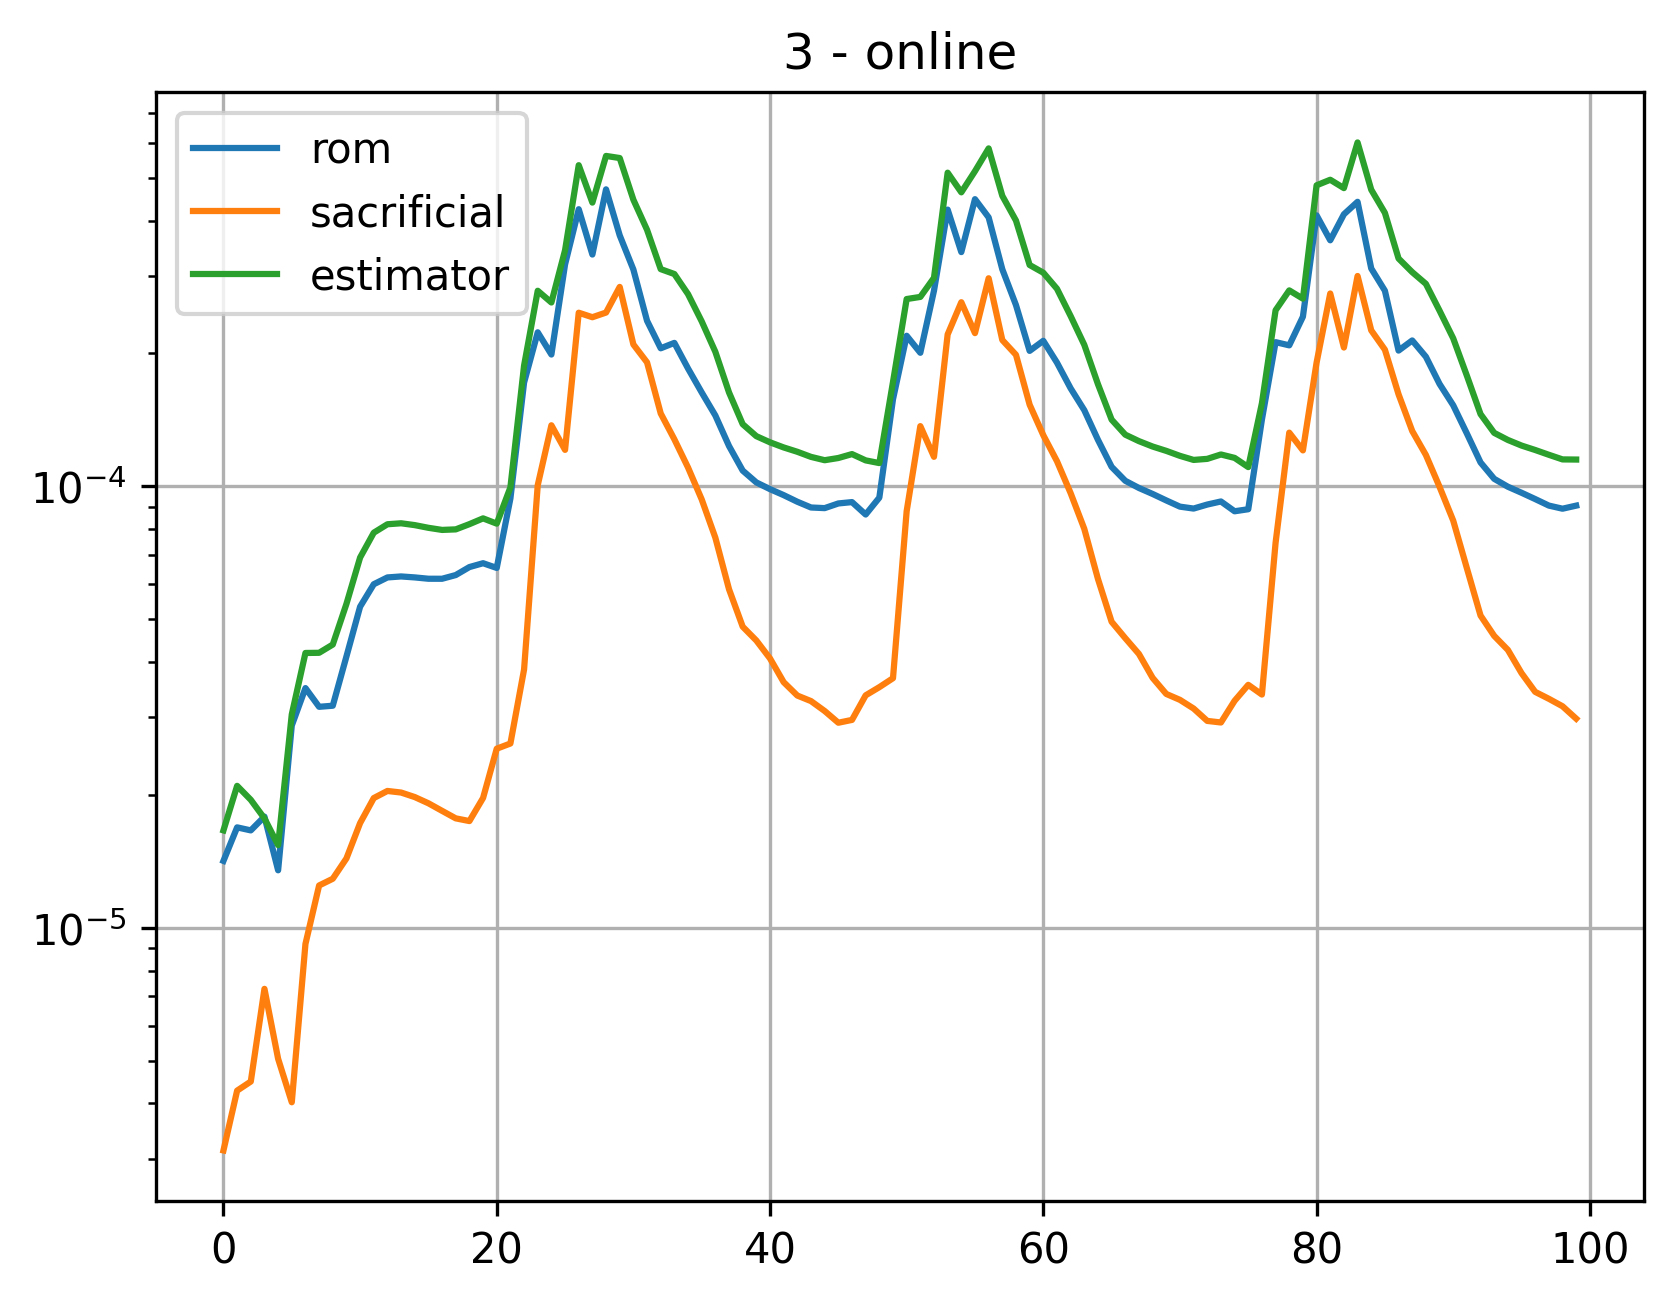 3 - online
rom
sacrificial
estimator
10⁻⁴
10⁻⁵
0 20 40 60 80 100